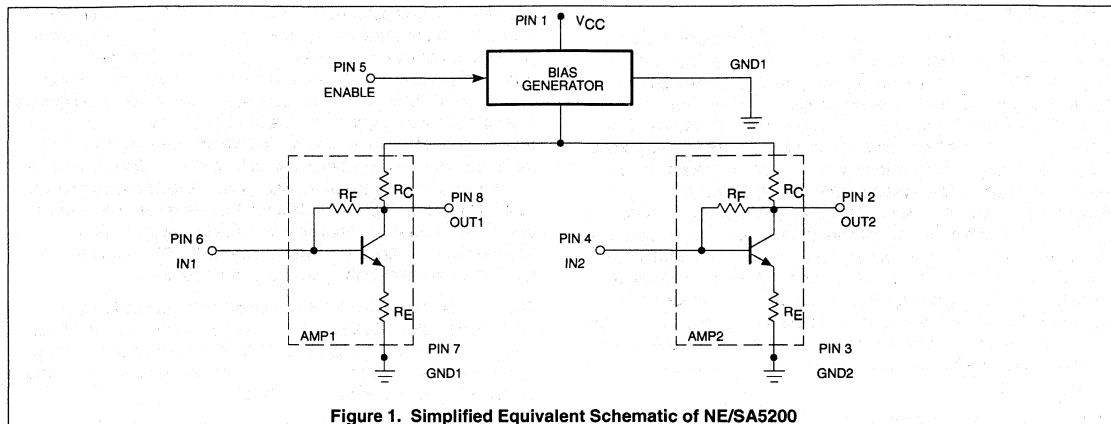 PIN 1 VCC
PIN 5
ENABLE
BIAS
GENERATOR
GND1
RF
RC
PIN 8
OUT1
PIN 6
IN1
RE
AMP1
PIN 7
GND1
RF
RC
PIN 2
OUT2
PIN 4
IN2
RE
AMP2
PIN 3
GND2
Figure 1. Simplified Equivalent Schematic of NE/SA5200